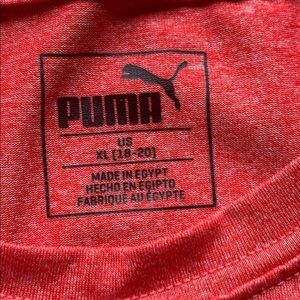 PUMA
US
XL [18-20]
MADE IN EGYPT
HECHO EN EGIPTO
FABRIQUÉ AU ÉGYPTE